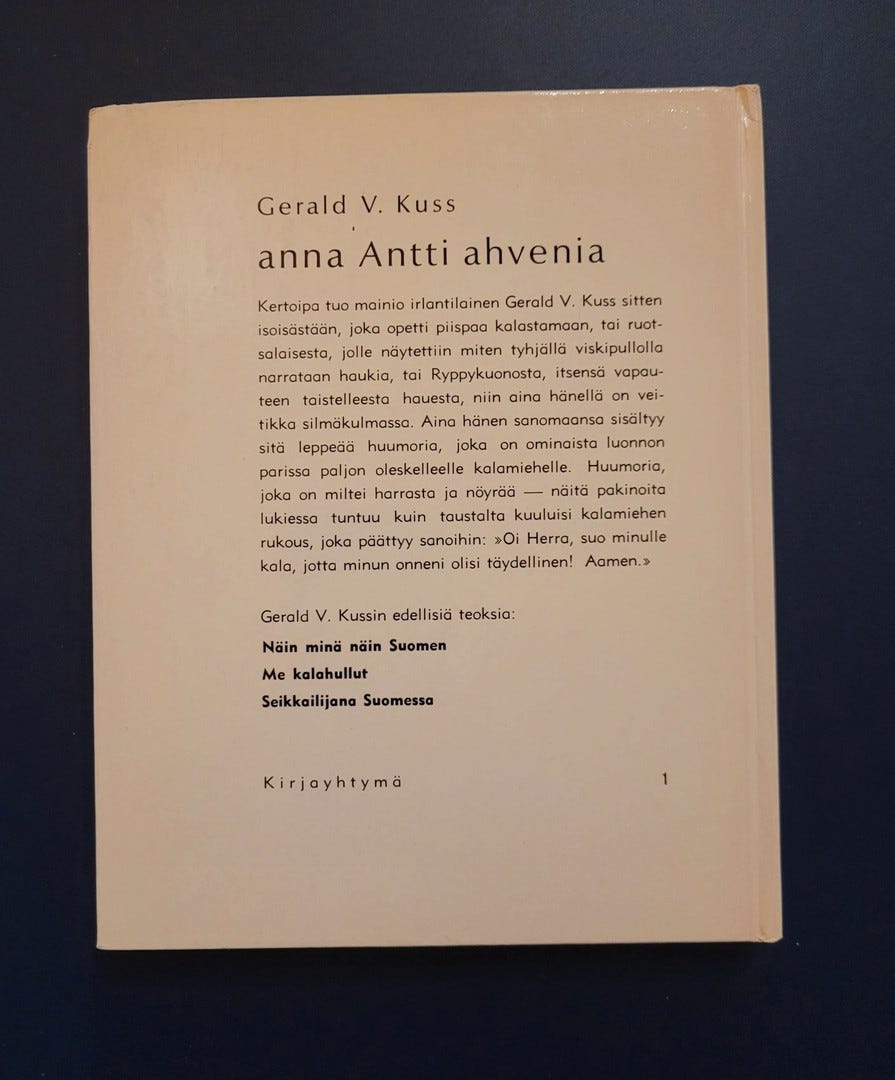 Gerald V. Kuss
anna Antti ahvenia
Kertoipa tuo mainio irlantilainen Gerald V. Kuss sitten
isoisästään, joka opetti piispaa kalastamaan, tai ruot-
salaisesta, jolle näytettiin miten tyhjällä viskipullolla
narrataan haukia, tai Ryppykuonosta, itsensä vapau-
teen taistelleesta hauesta, niin aina hänellä on vei-
tikka silmäkulmassa. Aina hänen sanomaansa sisältyy
sitä leppeää huumoria, joka on ominaista luonnon
parissa paljon oleskelleelle kalamiehelle. Huumoria,
joka on miltei harrasta ja nöyrää — näitä pakinoita
lukiessa tuntuu kuin taustalta kuuluisi kalamiehen
rukous, joka päättyy sanoihin: »Oi Herra, suo minulle
kala, jotta minun onneni olisi täydellinen! Aamen.»
Gerald V. Kussin edellisiä teoksia:
Näin minä näin Suomen
Me kalahullut
Seikkailijana Suomessa
Kirjayhtymä 1